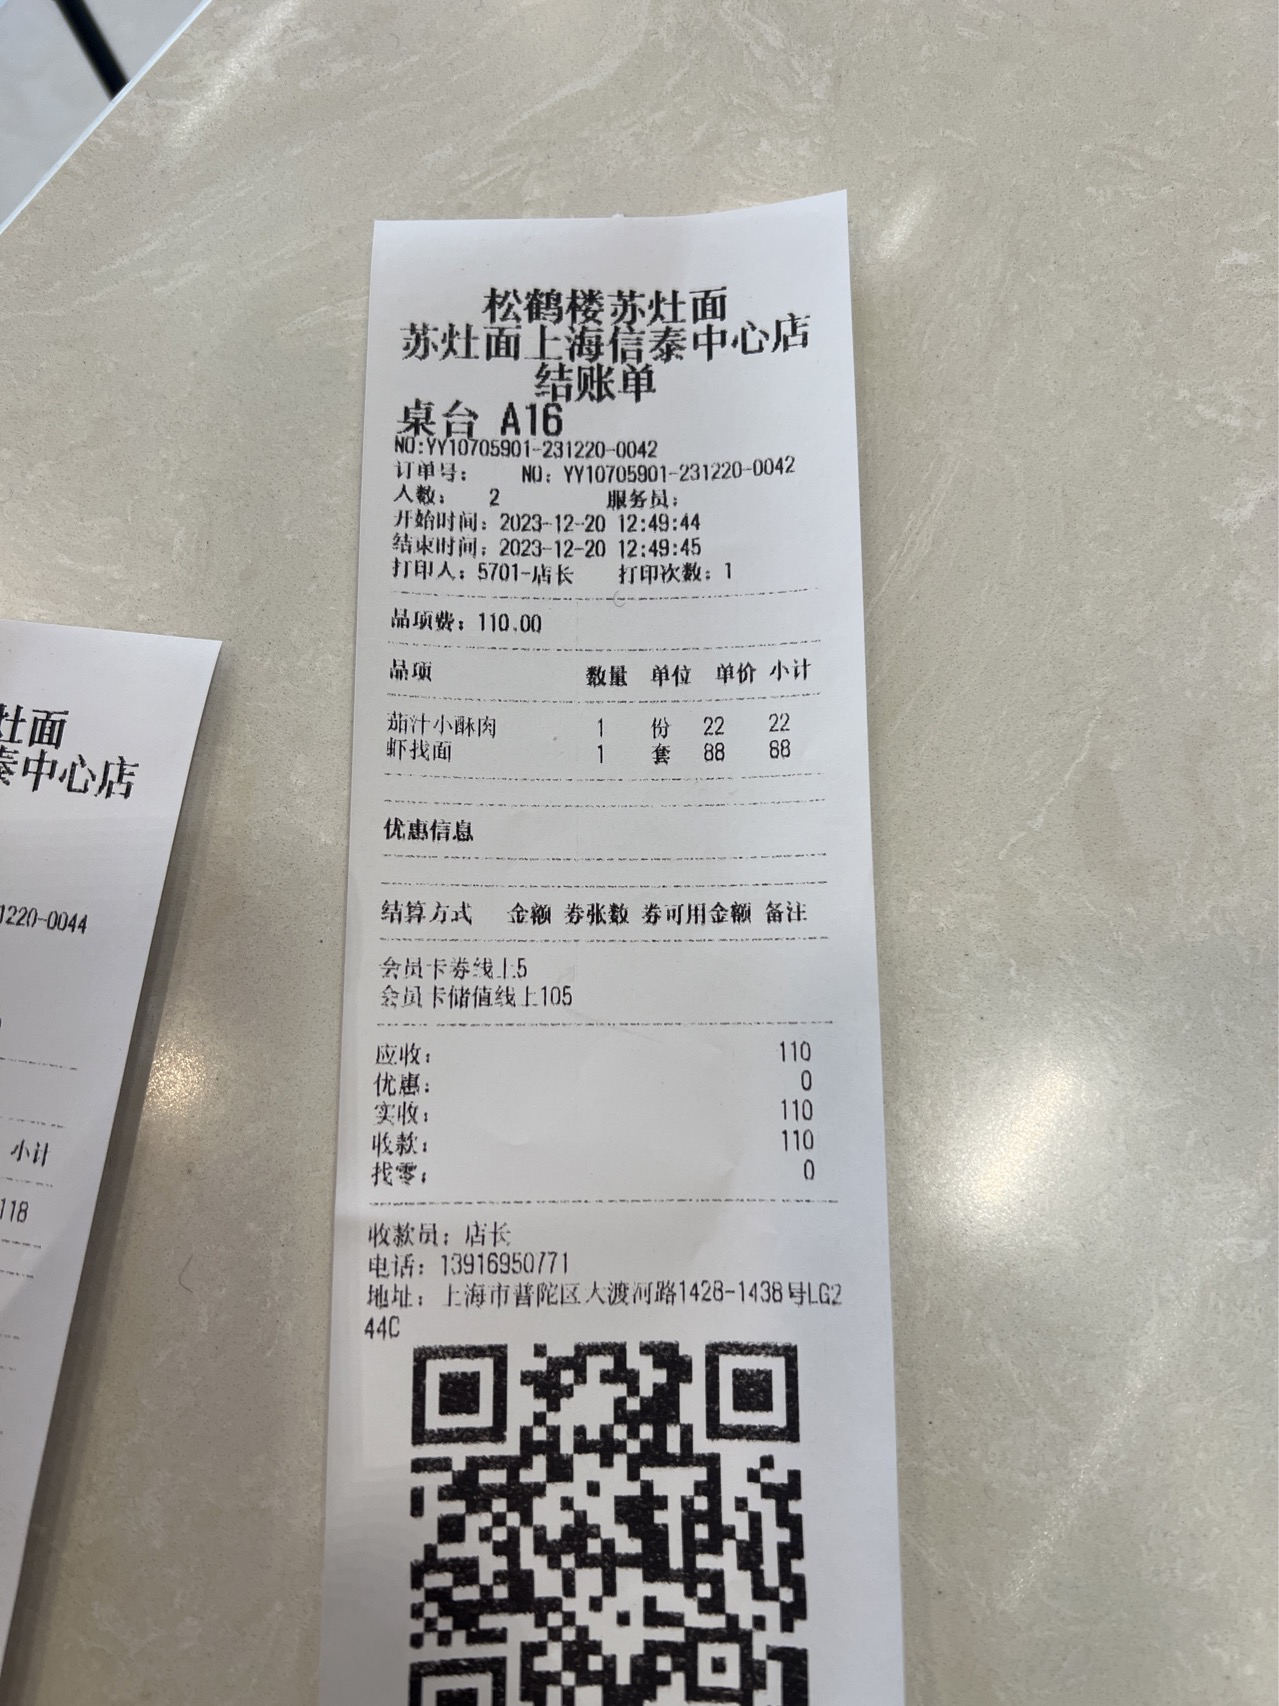 松鹤楼苏灶面
苏灶面上海信泰中心店
结账单
桌台 A16
NO:YY10705901-231220-0042
订单号: NO: YY10705901-231220-0042
人数: 2 服务员:
开始时间: 2023-12-20 12:49:44
结束时间: 2023-12-20 12:49:45
打印人: 5701-店长 打印次数: 1
品项费: 110.00
品项 数量 单位 单价 小计
茄汁小酥肉 1 份 22 22
虾找面 1 套 88 88
优惠信息
结算方式 金额 券张数 券可用金额 备注
会员卡券线上5
会员卡储值线上105
应收: 110
优惠: 0
实收: 110
收款: 110
找零: 0
收款员: 店长
电话: 13916950771
地址: 上海市普陀区大渡河路1428-1438号LG2
44C
灶面
泰中心店
1220-0044
小计
118